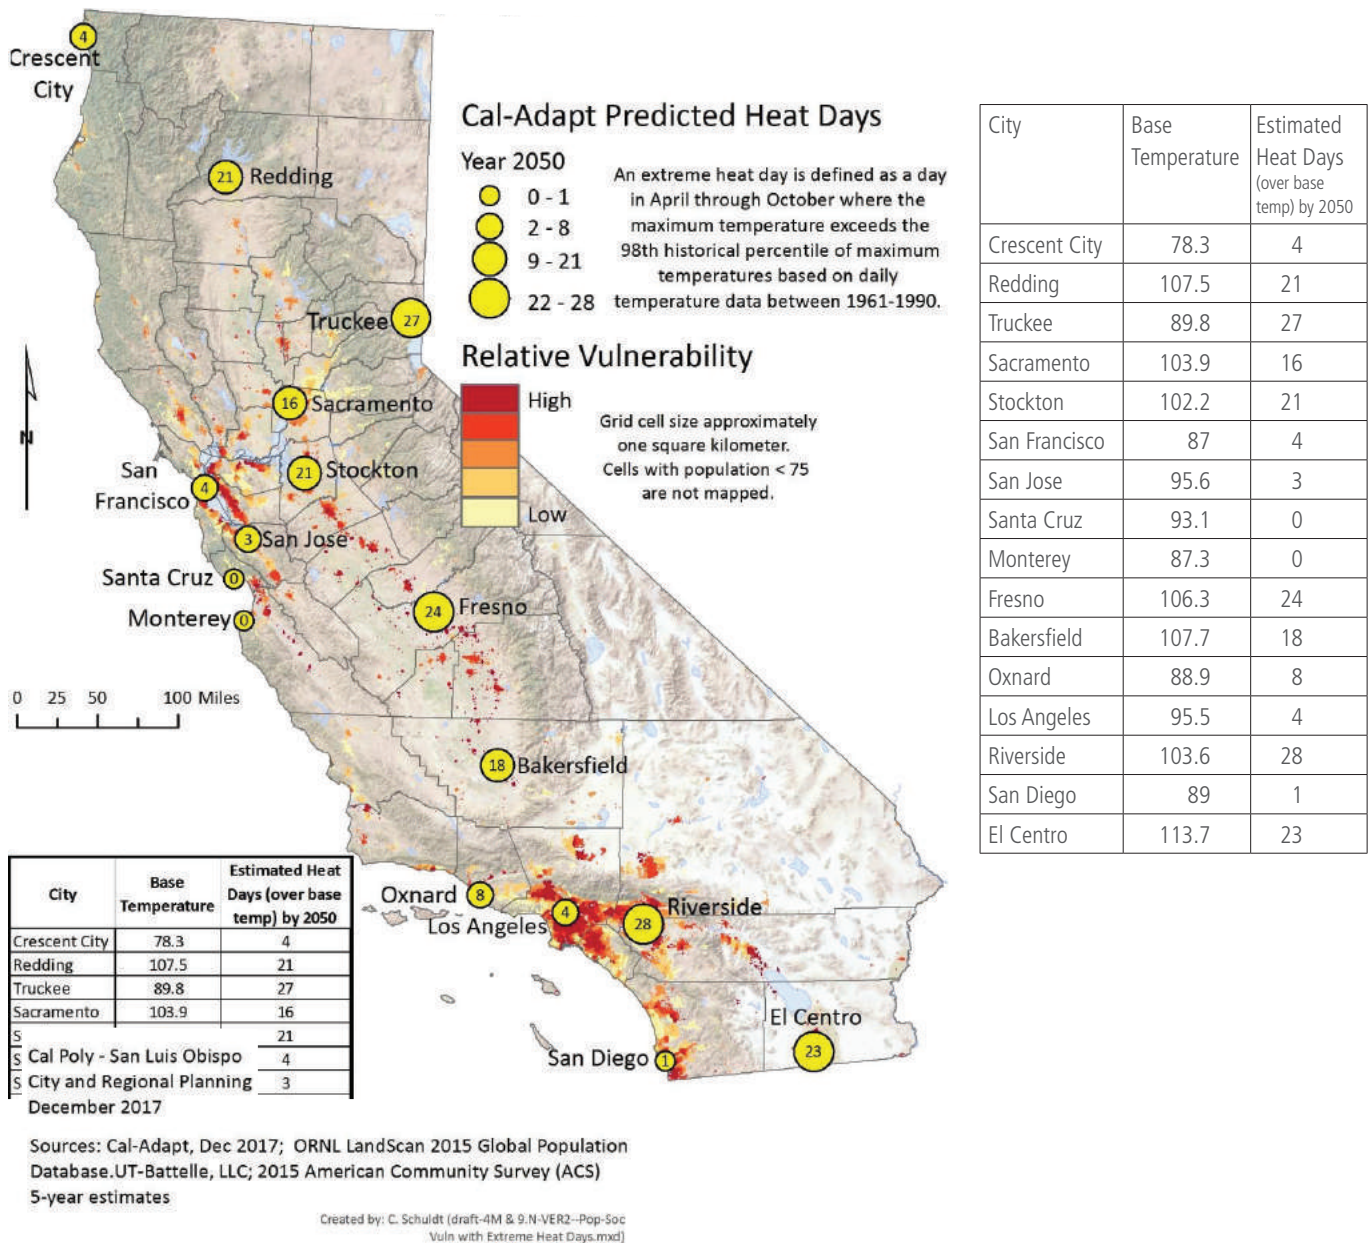 4
Crescent
City
21 Redding
Truckee 27
16 Sacramento
21 Stockton
San
Francisco 4
3 San Jose
Santa Cruz 0
Monterey 0
24 Fresno
18 Bakersfield
Oxnard 8
Los Angeles 4
28 Riverside
El Centro
23
San Diego 1
N
0 25 50 100 Miles
Cal-Adapt Predicted Heat Days
Year 2050
0 - 1
2 - 8
9 - 21
22 - 28
An extreme heat day is defined as a day
in April through October where the
maximum temperature exceeds the
98th historical percentile of maximum
temperatures based on daily
temperature data between 1961-1990.
Relative Vulnerability
High
Low
Grid cell size approximately
one square kilometer.
Cells with population < 75
are not mapped.
City Base Temperature Estimated Heat Days (over base temp) by 2050
Crescent City 78.3 4
Redding 107.5 21
Truckee 89.8 27
Sacramento 103.9 16
Stockton 102.2 21
San Francisco 87 4
San Jose 95.6 3
Santa Cruz 93.1 0
Monterey 87.3 0
Fresno 106.3 24
Bakersfield 107.7 18
Oxnard 88.9 8
Los Angeles 95.5 4
Riverside 103.6 28
San Diego 89 1
El Centro 113.7 23
City Base Temperature Estimated Heat Days (over base temp) by 2050
Crescent City 78.3 4
Redding 107.5 21
Truckee 89.8 27
Sacramento 103.9 16
S 21
S 4
S 3
Cal Poly - San Luis Obispo
City and Regional Planning
December 2017
Sources: Cal-Adapt, Dec 2017; ORNL LandScan 2015 Global Population
Database.UT-Battelle, LLC; 2015 American Community Survey (ACS)
5-year estimates
Created by: C. Schuldt (draft-4M & 9.N-VER2--Pop-Soc
Vuln with Extreme Heat Days.mxd)